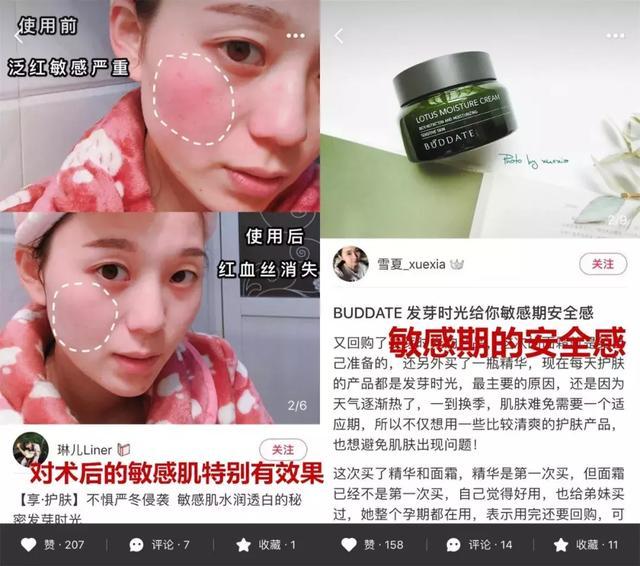 使用前
泛红敏感严重
使用后
红血丝消失
2/6
琳儿Liner
关注
对术后的敏感肌特别有效果
【享·护肤】不惧严冬侵袭 敏感肌水润透白的秘
密发芽时光
赞·207
评论·7
收藏·1
LOTUS MOISTURE CREAM
SENSITIVE SKIN
BUDDATE
Photo by xuexia
2/9
雪夏_xuexia
关注
BUDDATE 发芽时光给你敏感期安全感
敏感期的安全感
又回购了
己准备的，还另外买了一瓶精华，现在每天护肤
的产品都是发芽时光，最主要的原因，还是因为
天气逐渐热了，一到换季，肌肤难免需要一个适
应期，所以不仅想用一些比较清爽的护肤产品，
也想避免肌肤出现问题！
这次买了精华和面霜，精华是第一次买，但面霜
已经不是第一次买，自己觉得好用，也给弟妹买
过，她整个孕期都在用，表示用完还要回购，可
赞·158
评论·14
收藏·11